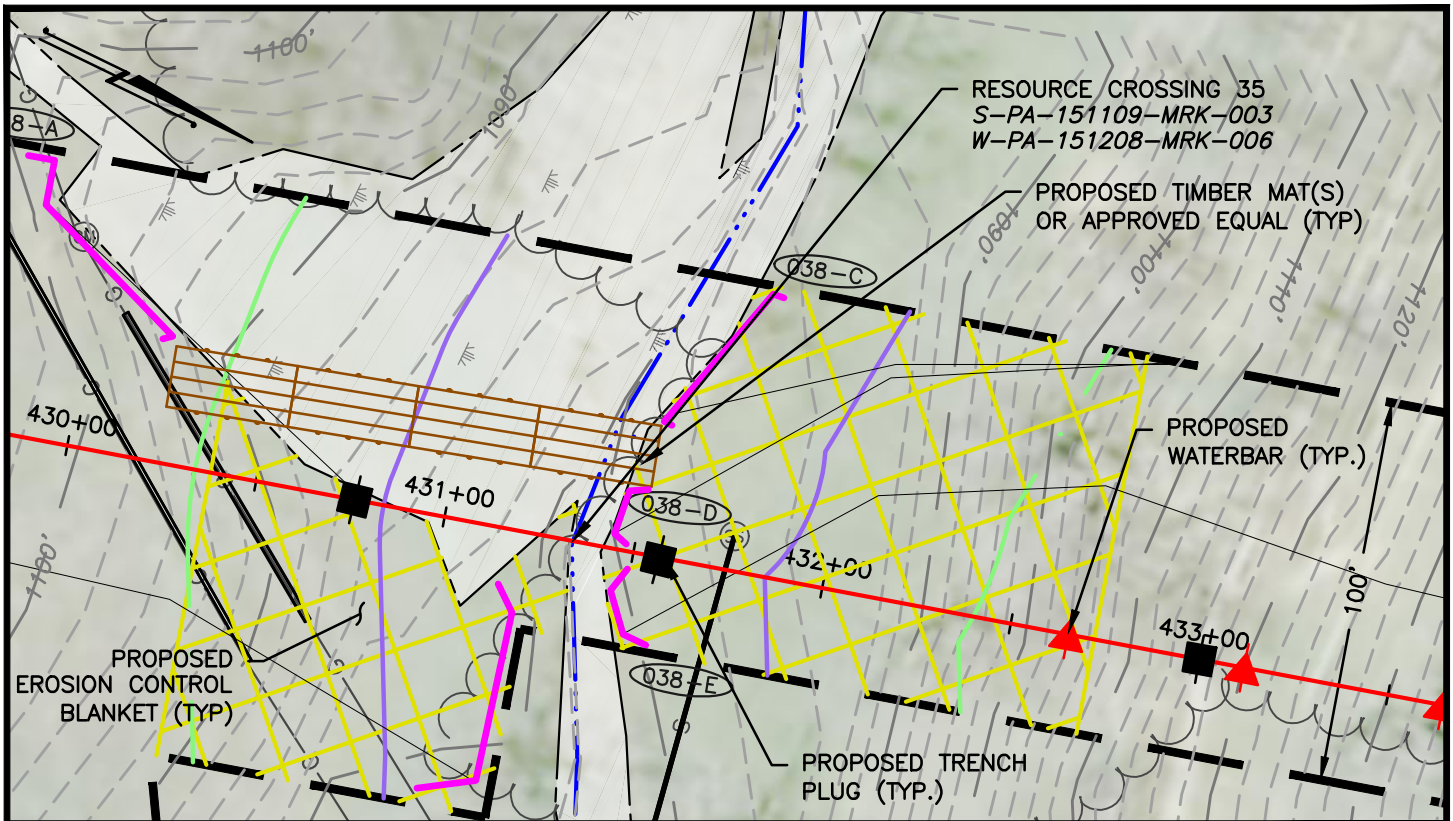 1100'
1090'
8-A
RESOURCE CROSSING 35
S-PA-151109-MRK-003
W-PA-151208-MRK-006
PROPOSED TIMBER MAT(S)
OR APPROVED EQUAL (TYP)
1090'
1100'
1110'
1120'
038-C
G
G
G
430+00
431+00
038-D
432+00
433+00
PROPOSED
WATERBAR (TYP.)
100'
1100'
PROPOSED
EROSION CONTROL
BLANKET (TYP)
038-E
S
PROPOSED TRENCH
PLUG (TYP.)